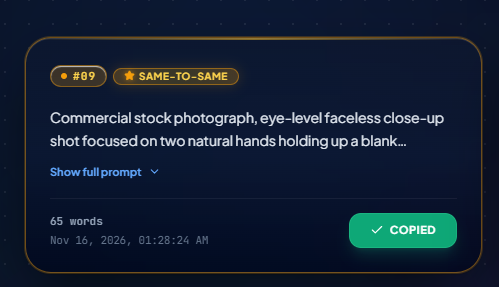 #09
SAME-TO-SAME
Commercial stock photograph, eye-level faceless close-up
shot focused on two natural hands holding up a blank...
Show full prompt
65 words
Nov 16, 2026, 01:28:24 AM
COPIED